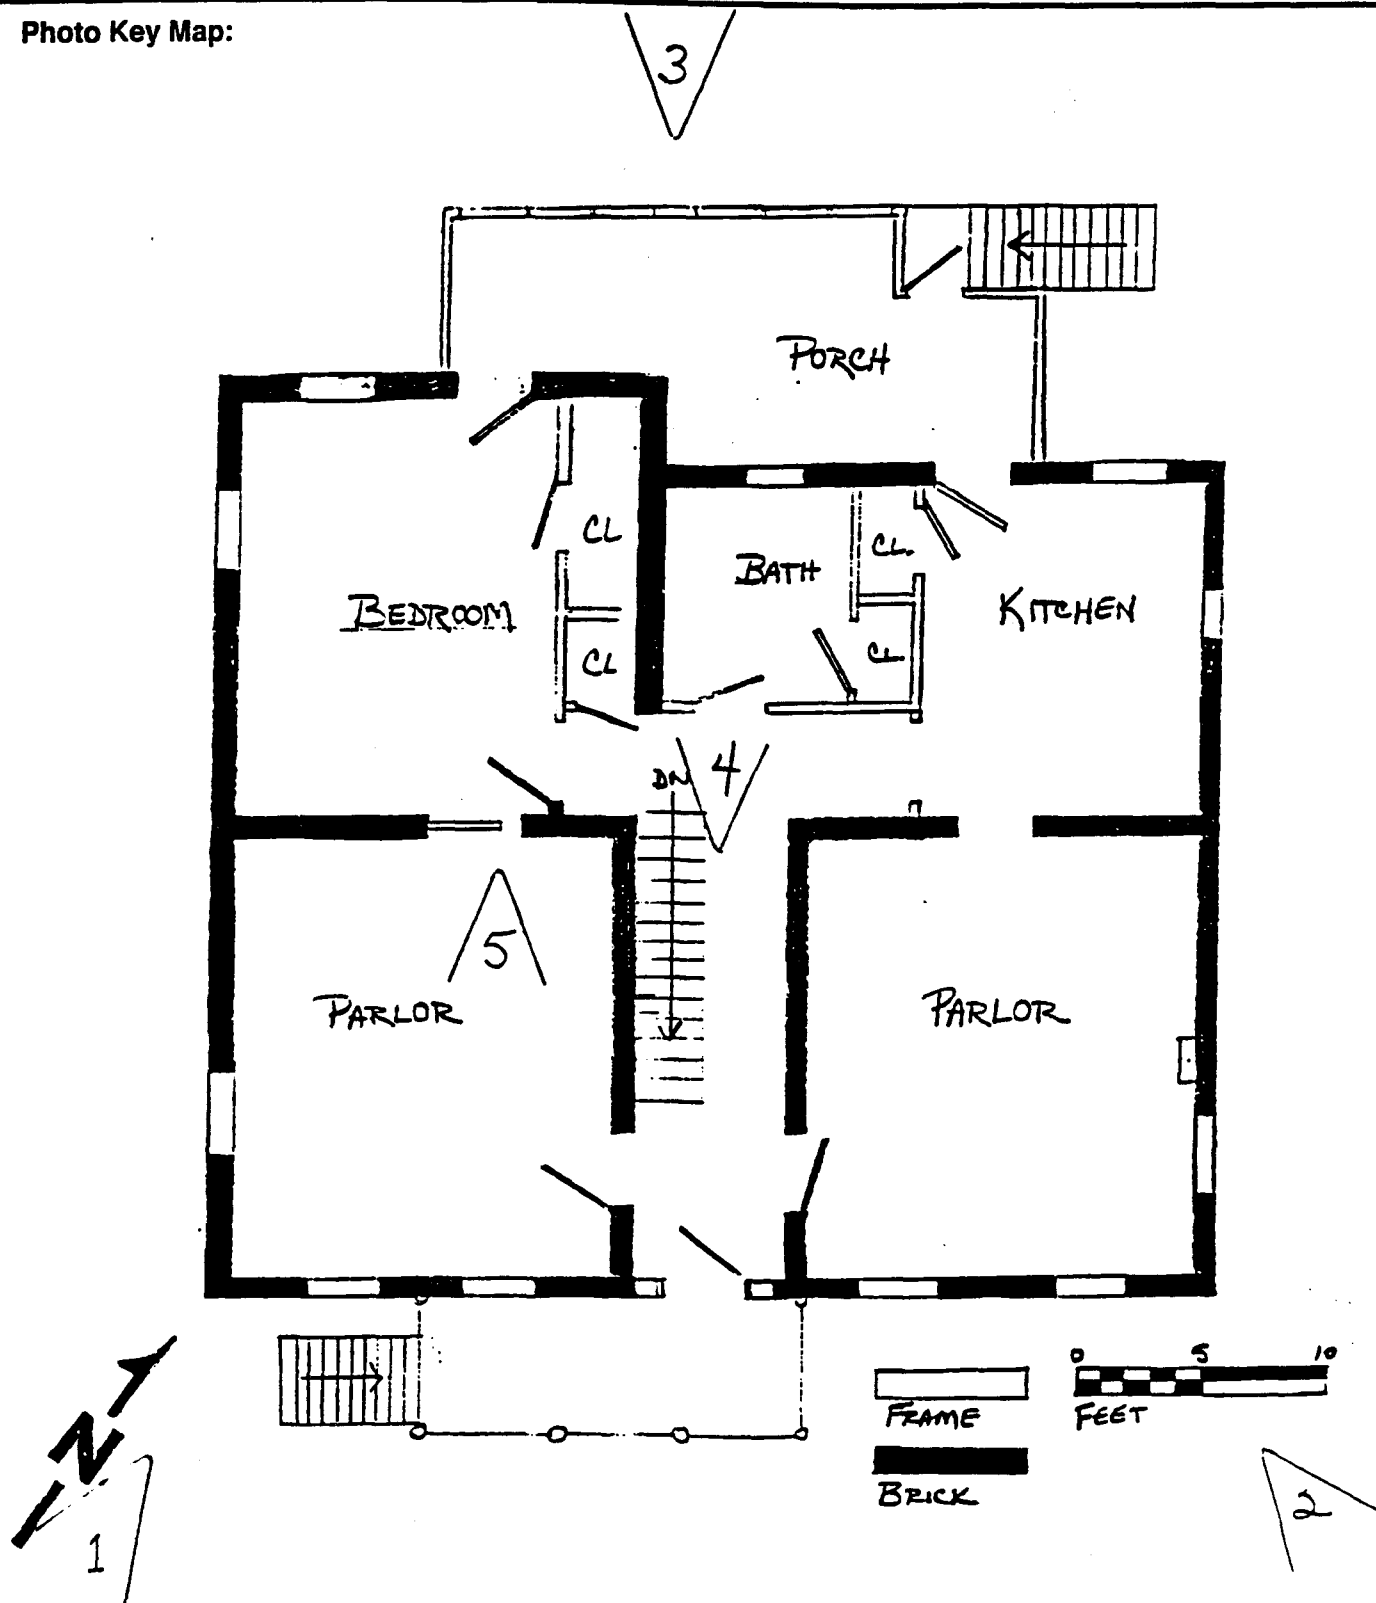 Photo Key Map:
3
PORCH
CL
BATH
CL.
BEDROOM
KITCHEN
CL
CL
DN
4
5
PARLOR
PARLOR
N
0 5 10
FRAME
FEET
BRICK
1
2